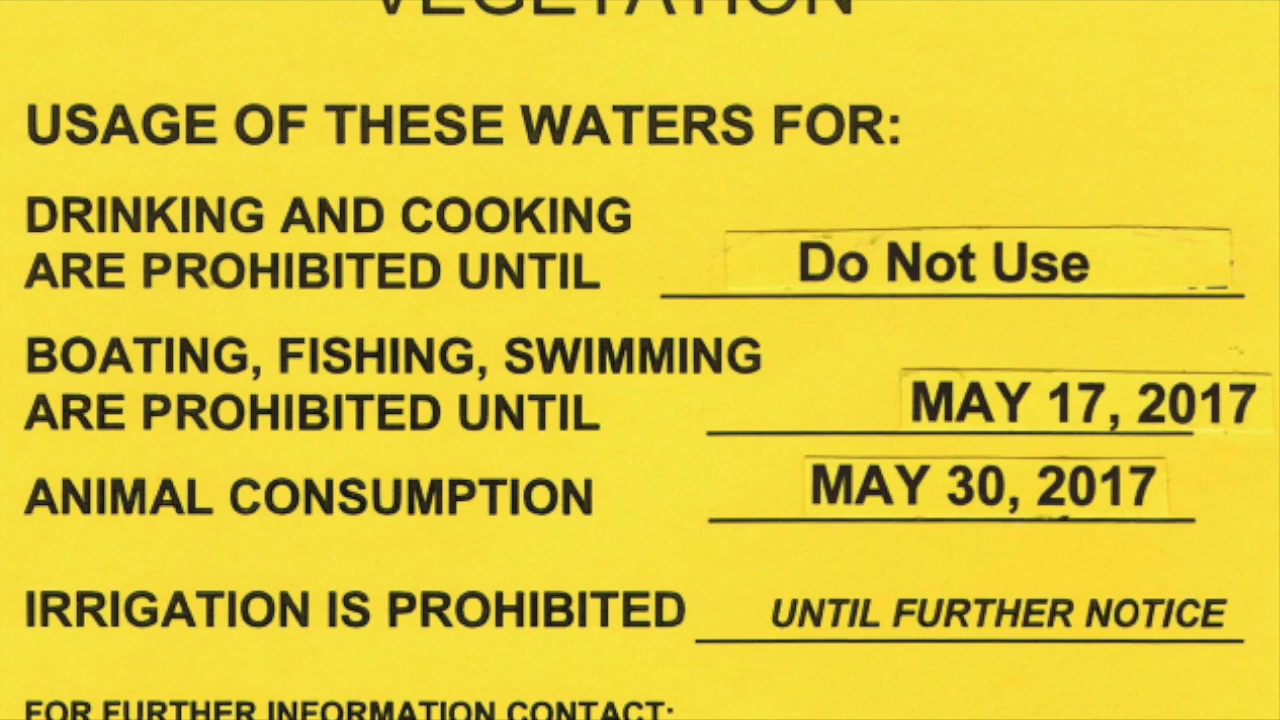 VEGETATION
USAGE OF THESE WATERS FOR:
DRINKING AND COOKING
ARE PROHIBITED UNTIL Do Not Use
BOATING, FISHING, SWIMMING
ARE PROHIBITED UNTIL MAY 17, 2017
ANIMAL CONSUMPTION MAY 30, 2017
IRRIGATION IS PROHIBITED UNTIL FURTHER NOTICE
FOR FURTHER INFORMATION CONTACT: